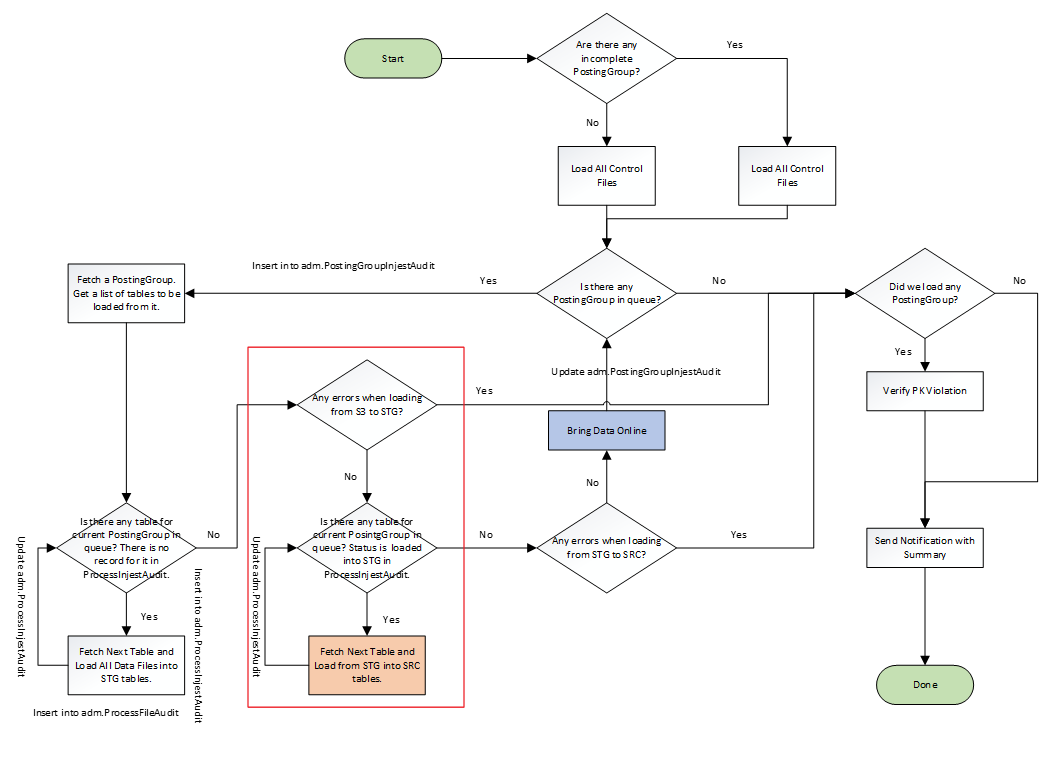 Start
Are there any
incomplete
PostingGroup?
Yes
No
Load All Control
Files
Load All Control
Files
Insert into adm.PostingGroupInjestAudit
Fetch a PostingGroup.
Get a list of tables to be
loaded from it.
Yes
Is there any
PostingGroup in queue?
No
Did we load any
PostingGroup?
No
Yes
Update adm.PostingGroupInjestAudit
Verify PK Violation
Any errors when loading
from S3 to STG?
Yes
Bring Data Online
No
No
Is there any table for
current PostingGroup in
queue? There is no
record for it in
ProcessInjestAudit.
No
Is there any table for
current PosintgGroup in
queue? Status is loaded
into STG in
ProcessInjestAudit.
No
Any errors when loading
from STG to SRC?
Yes
Send Notification with
Summary
Update adm.ProcessInjestAudit
Insert into adm.ProcessInjestAudit
Update adm.ProcessInjestAudit
Yes
Yes
Fetch Next Table and
Load All Data Files into
STG tables.
Fetch Next Table and
Load from STG into SRC
tables.
Done
Insert into adm.ProcessFileAudit